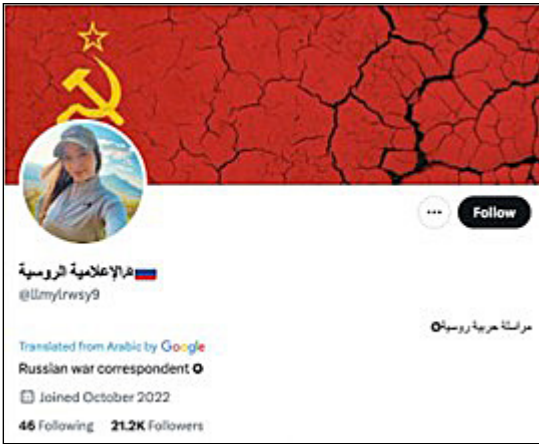 Follow
الإعلامية الروسية
@llmylrwsy9
مراسلة حربية روسية✪
Translated from Arabic by Google
Russian war correspondent ✪
Joined October 2022
46 Following 21.2K Followers